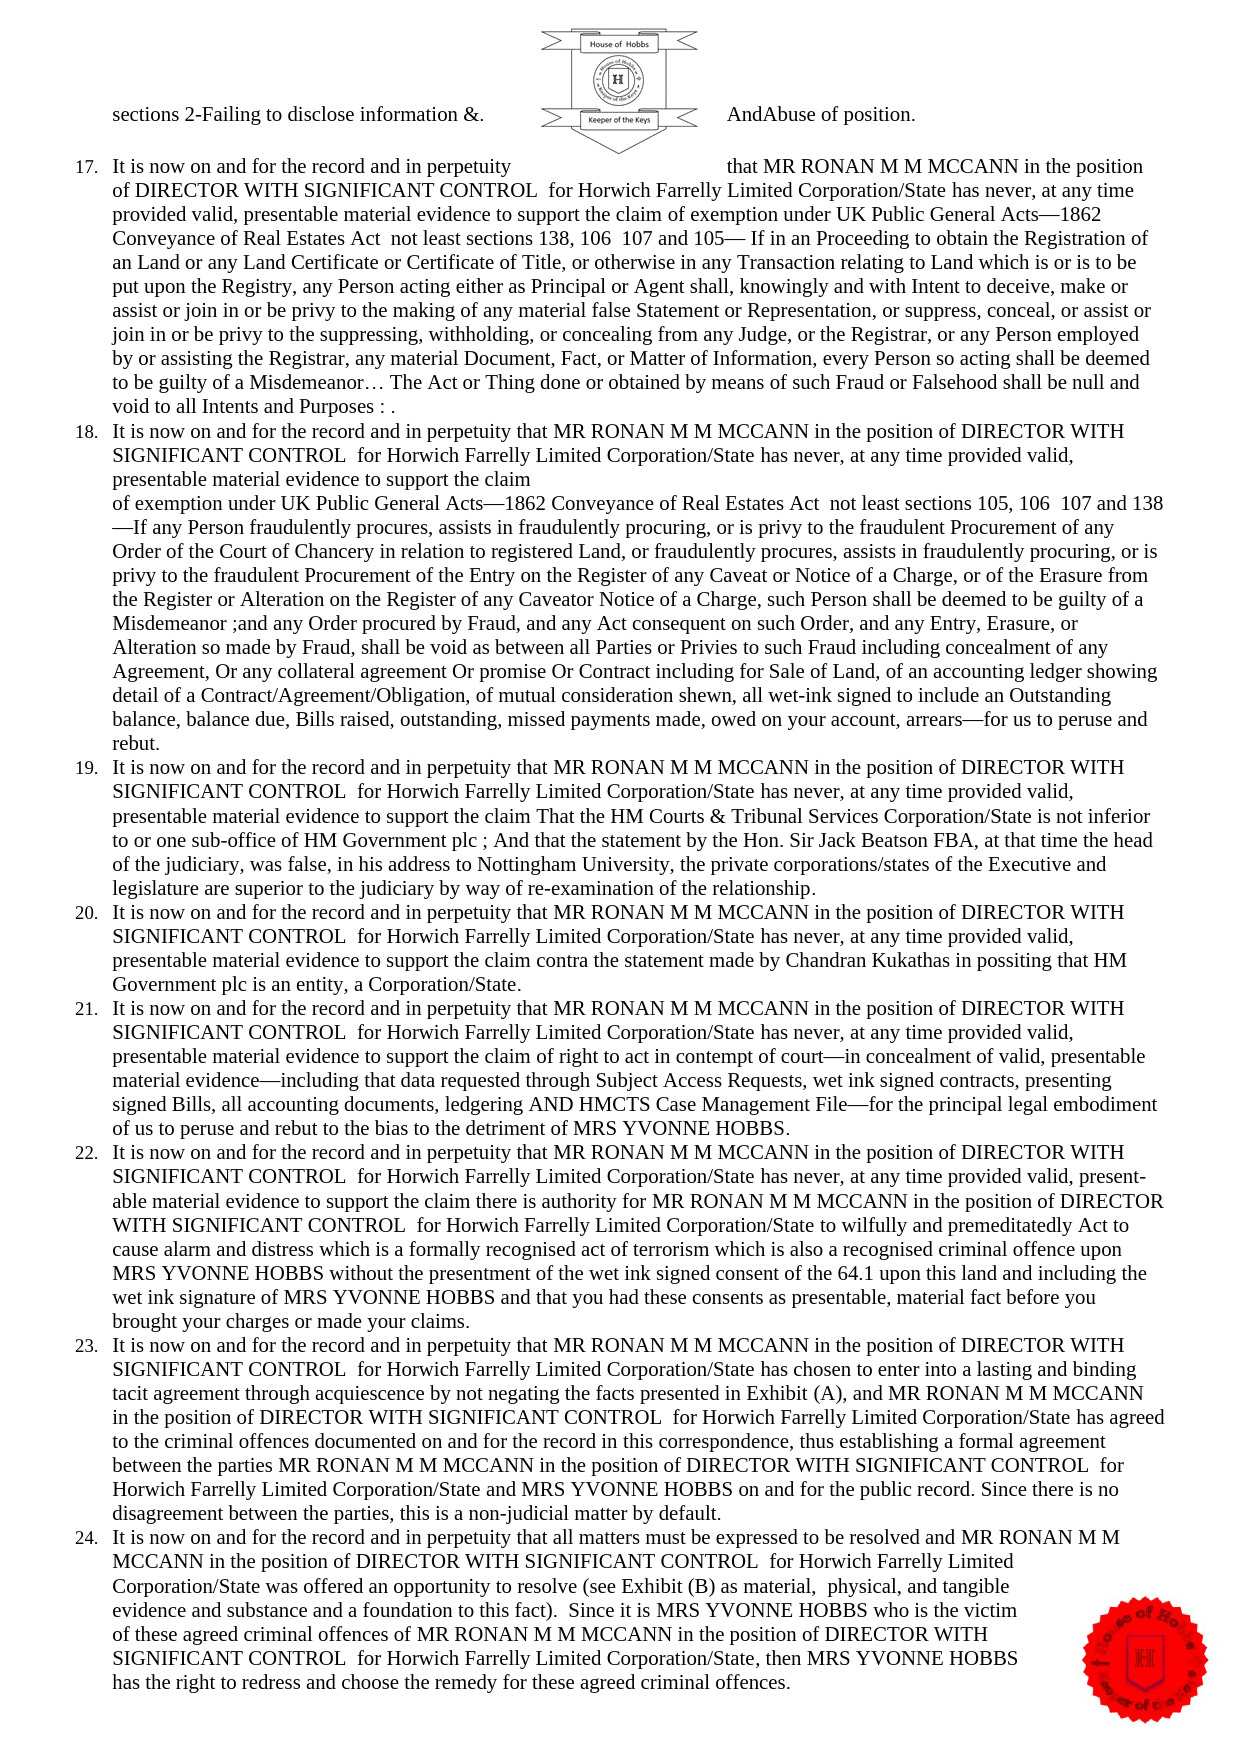 House of Hobbs
House of Hobbs
H
Keeper of the Keys
Keeper of the Keys
sections 2-Failing to disclose information &. AndAbuse of position.
17. It is now on and for the record and in perpetuity that MR RONAN M M MCCANN in the position
of DIRECTOR WITH SIGNIFICANT CONTROL for Horwich Farrelly Limited Corporation/State has never, at any time
provided valid, presentable material evidence to support the claim of exemption under UK Public General Acts—1862
Conveyance of Real Estates Act not least sections 138, 106 107 and 105— If in an Proceeding to obtain the Registration of
an Land or any Land Certificate or Certificate of Title, or otherwise in any Transaction relating to Land which is or is to be
put upon the Registry, any Person acting either as Principal or Agent shall, knowingly and with Intent to deceive, make or
assist or join in or be privy to the making of any material false Statement or Representation, or suppress, conceal, or assist or
join in or be privy to the suppressing, withholding, or concealing from any Judge, or the Registrar, or any Person employed
by or assisting the Registrar, any material Document, Fact, or Matter of Information, every Person so acting shall be deemed
to be guilty of a Misdemeanor… The Act or Thing done or obtained by means of such Fraud or Falsehood shall be null and
void to all Intents and Purposes : .
18. It is now on and for the record and in perpetuity that MR RONAN M M MCCANN in the position of DIRECTOR WITH
SIGNIFICANT CONTROL for Horwich Farrelly Limited Corporation/State has never, at any time provided valid,
presentable material evidence to support the claim
of exemption under UK Public General Acts—1862 Conveyance of Real Estates Act not least sections 105, 106 107 and 138
—If any Person fraudulently procures, assists in fraudulently procuring, or is privy to the fraudulent Procurement of any
Order of the Court of Chancery in relation to registered Land, or fraudulently procures, assists in fraudulently procuring, or is
privy to the fraudulent Procurement of the Entry on the Register of any Caveat or Notice of a Charge, or of the Erasure from
the Register or Alteration on the Register of any Caveator Notice of a Charge, such Person shall be deemed to be guilty of a
Misdemeanor ;and any Order procured by Fraud, and any Act consequent on such Order, and any Entry, Erasure, or
Alteration so made by Fraud, shall be void as between all Parties or Privies to such Fraud including concealment of any
Agreement, Or any collateral agreement Or promise Or Contract including for Sale of Land, of an accounting ledger showing
detail of a Contract/Agreement/Obligation, of mutual consideration shewn, all wet-ink signed to include an Outstanding
balance, balance due, Bills raised, outstanding, missed payments made, owed on your account, arrears—for us to peruse and
rebut.
19. It is now on and for the record and in perpetuity that MR RONAN M M MCCANN in the position of DIRECTOR WITH
SIGNIFICANT CONTROL for Horwich Farrelly Limited Corporation/State has never, at any time provided valid,
presentable material evidence to support the claim That the HM Courts & Tribunal Services Corporation/State is not inferior
to or one sub-office of HM Government plc ; And that the statement by the Hon. Sir Jack Beatson FBA, at that time the head
of the judiciary, was false, in his address to Nottingham University, the private corporations/states of the Executive and
legislature are superior to the judiciary by way of re-examination of the relationship.
20. It is now on and for the record and in perpetuity that MR RONAN M M MCCANN in the position of DIRECTOR WITH
SIGNIFICANT CONTROL for Horwich Farrelly Limited Corporation/State has never, at any time provided valid,
presentable material evidence to support the claim contra the statement made by Chandran Kukathas in possiting that HM
Government plc is an entity, a Corporation/State.
21. It is now on and for the record and in perpetuity that MR RONAN M M MCCANN in the position of DIRECTOR WITH
SIGNIFICANT CONTROL for Horwich Farrelly Limited Corporation/State has never, at any time provided valid,
presentable material evidence to support the claim of right to act in contempt of court—in concealment of valid, presentable
material evidence—including that data requested through Subject Access Requests, wet ink signed contracts, presenting
signed Bills, all accounting documents, ledgering AND HMCTS Case Management File—for the principal legal embodiment
of us to peruse and rebut to the bias to the detriment of MRS YVONNE HOBBS.
22. It is now on and for the record and in perpetuity that MR RONAN M M MCCANN in the position of DIRECTOR WITH
SIGNIFICANT CONTROL for Horwich Farrelly Limited Corporation/State has never, at any time provided valid, present-
able material evidence to support the claim there is authority for MR RONAN M M MCCANN in the position of DIRECTOR
WITH SIGNIFICANT CONTROL for Horwich Farrelly Limited Corporation/State to wilfully and premeditatedly Act to
cause alarm and distress which is a formally recognised act of terrorism which is also a recognised criminal offence upon
MRS YVONNE HOBBS without the presentment of the wet ink signed consent of the 64.1 upon this land and including the
wet ink signature of MRS YVONNE HOBBS and that you had these consents as presentable, material fact before you
brought your charges or made your claims.
23. It is now on and for the record and in perpetuity that MR RONAN M M MCCANN in the position of DIRECTOR WITH
SIGNIFICANT CONTROL for Horwich Farrelly Limited Corporation/State has chosen to enter into a lasting and binding
tacit agreement through acquiescence by not negating the facts presented in Exhibit (A), and MR RONAN M M MCCANN
in the position of DIRECTOR WITH SIGNIFICANT CONTROL for Horwich Farrelly Limited Corporation/State has agreed
to the criminal offences documented on and for the record in this correspondence, thus establishing a formal agreement
between the parties MR RONAN M M MCCANN in the position of DIRECTOR WITH SIGNIFICANT CONTROL for
Horwich Farrelly Limited Corporation/State and MRS YVONNE HOBBS on and for the public record. Since there is no
disagreement between the parties, this is a non-judicial matter by default.
24. It is now on and for the record and in perpetuity that all matters must be expressed to be resolved and MR RONAN M M
MCCANN in the position of DIRECTOR WITH SIGNIFICANT CONTROL for Horwich Farrelly Limited
Corporation/State was offered an opportunity to resolve (see Exhibit (B) as material, physical, and tangible
evidence and substance and a foundation to this fact). Since it is MRS YVONNE HOBBS who is the victim
of these agreed criminal offences of MR RONAN M M MCCANN in the position of DIRECTOR WITH
SIGNIFICANT CONTROL for Horwich Farrelly Limited Corporation/State, then MRS YVONNE HOBBS
has the right to redress and choose the remedy for these agreed criminal offences.
House of Hobbs
H
Keeper of the Keys